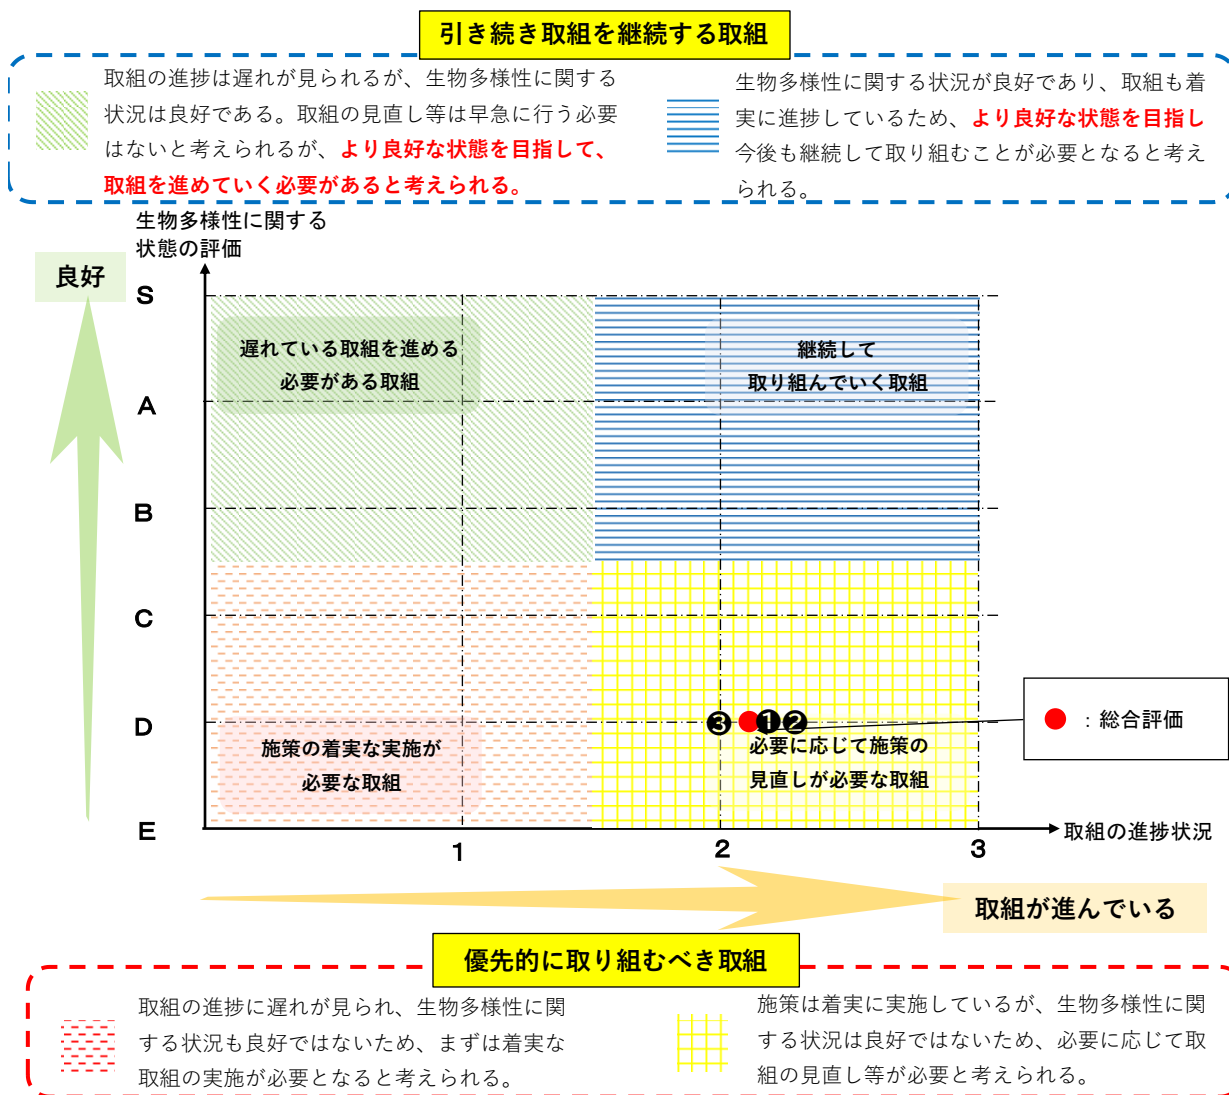 引き続き取組を継続する取組
取組の進捗は遅れが見られるが、生物多様性に関する
状況は良好である。取組の見直し等は早急に行う必要
はないと考えられるが、より良好な状態を目指して、
取組を進めていく必要があると考えられる。
生物多様性に関する状況が良好であり、取組も着
実に進捗しているため、より良好な状態を目指し
今後も継続して取り組むことが必要となると考え
られる。
生物多様性に関する
状態の評価
良好
S
遅れている取組を進める
必要がある取組
継続して
取り組んでいく取組
A
B
C
D
❸
❶
❷
：総合評価
施策の着実な実施が
必要な取組
必要に応じて施策の
見直しが必要な取組
E
1
2
3
取組の進捗状況
取組が進んでいる
優先的に取り組むべき取組
取組の進捗に遅れが見られ、生物多様性に関
する状況も良好ではないため、まずは着実な
取組の実施が必要となると考えられる。
施策は着実に実施しているが、生物多様性に関
する状況は良好ではないため、必要に応じて取
組の見直し等が必要と考えられる。